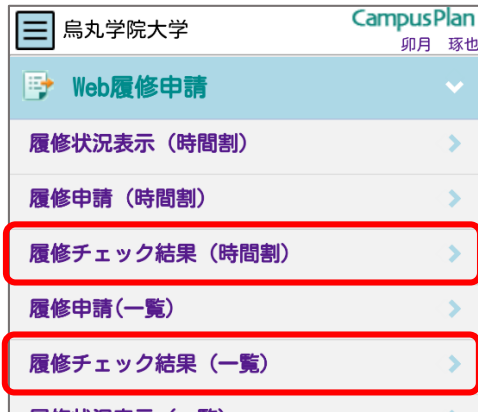 烏丸学院大学
CampusPlan
卯月 琢也
Web履修申請
履修状況表示（時間割）
履修申請（時間割）
履修チェック結果（時間割）
履修申請(一覧)
履修チェック結果（一覧）